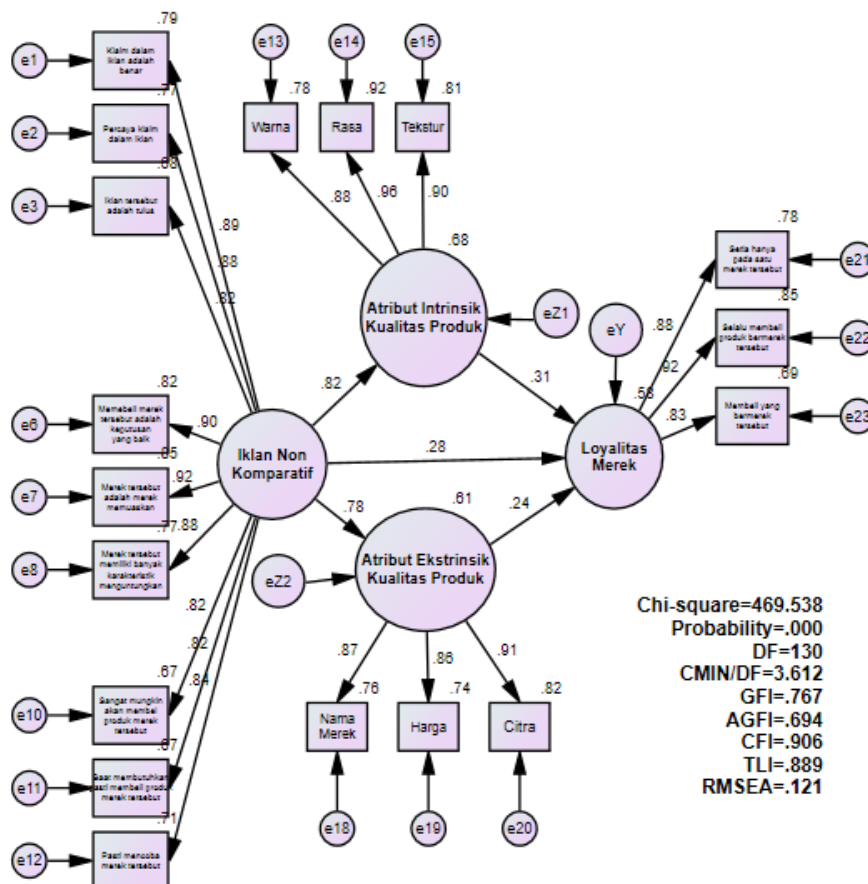 .79
e1
Klaim dalam
iklan adalah
benar
.77
e2
Percaya klaim
dalam iklan
.68
e3
Iklan tersebut
adalah tulus
.89
.88
.82
e13
e14
e15
.78
.92
.81
Warna
Rasa
Tekstur
.88
.96
.90
.68
Atribut Intrinsik
Kualitas Produk
eZ1
eY
.82
.31
.78
Setia hanya
pada satu
merek tersebut
e21
.85
Selalu membeli
produk bermerek
tersebut
e22
.69
Membeli yang
bermerek
tersebut
e23
.88
.92
.83
.58
Loyalitas
Merek
.82
e6
Memebeli merek
tersebut adalah
keputusan
yang baik
.90
.85
e7
Merek tersebut
adalah merek
memuaskan
.92
.77
e8
Merek tersebut
memiliki banyak
karakteristik
menguntungkan
.88
Iklan Non
Komparatif
.28
.78
.61
.24
Atribut Ekstrinsik
Kualitas Produk
eZ2
.82
.82
.84
.67
e10
Sangat mungkin
akan membeli
produk merek
tersebut
.67
e11
Saat membutuhkan
pasti membeli produk
merek tersebut
.71
e12
Pasti mencoba
merek tersebut
.87
.86
.91
.76
.74
.82
Nama
Merek
Harga
Citra
e18
e19
e20
Chi-square=469.538
Probability=.000
DF=130
CMIN/DF=3.612
GFI=.767
AGFI=.694
CFI=.906
TLI=.889
RMSEA=.121